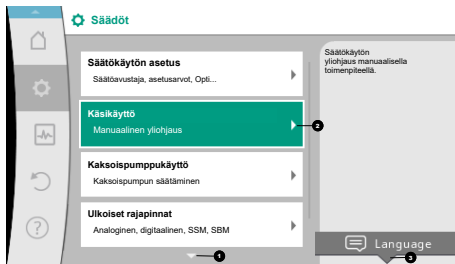 Säädöt
Säätökäytön asetus
Säätöavustaja, asetusarvot, Opti...
Käsikäyttö
Manuaalinen yliohjaus
2
Kaksoispumppukäyttö
Kaksoispumpun säätäminen
Ulkoiset rajapinnat
Analoginen, digitaalinen, SSM, SBM
1
Säätökäytön
yliohjaus manuaalisella
toimenpiteellä.
Language
3
?